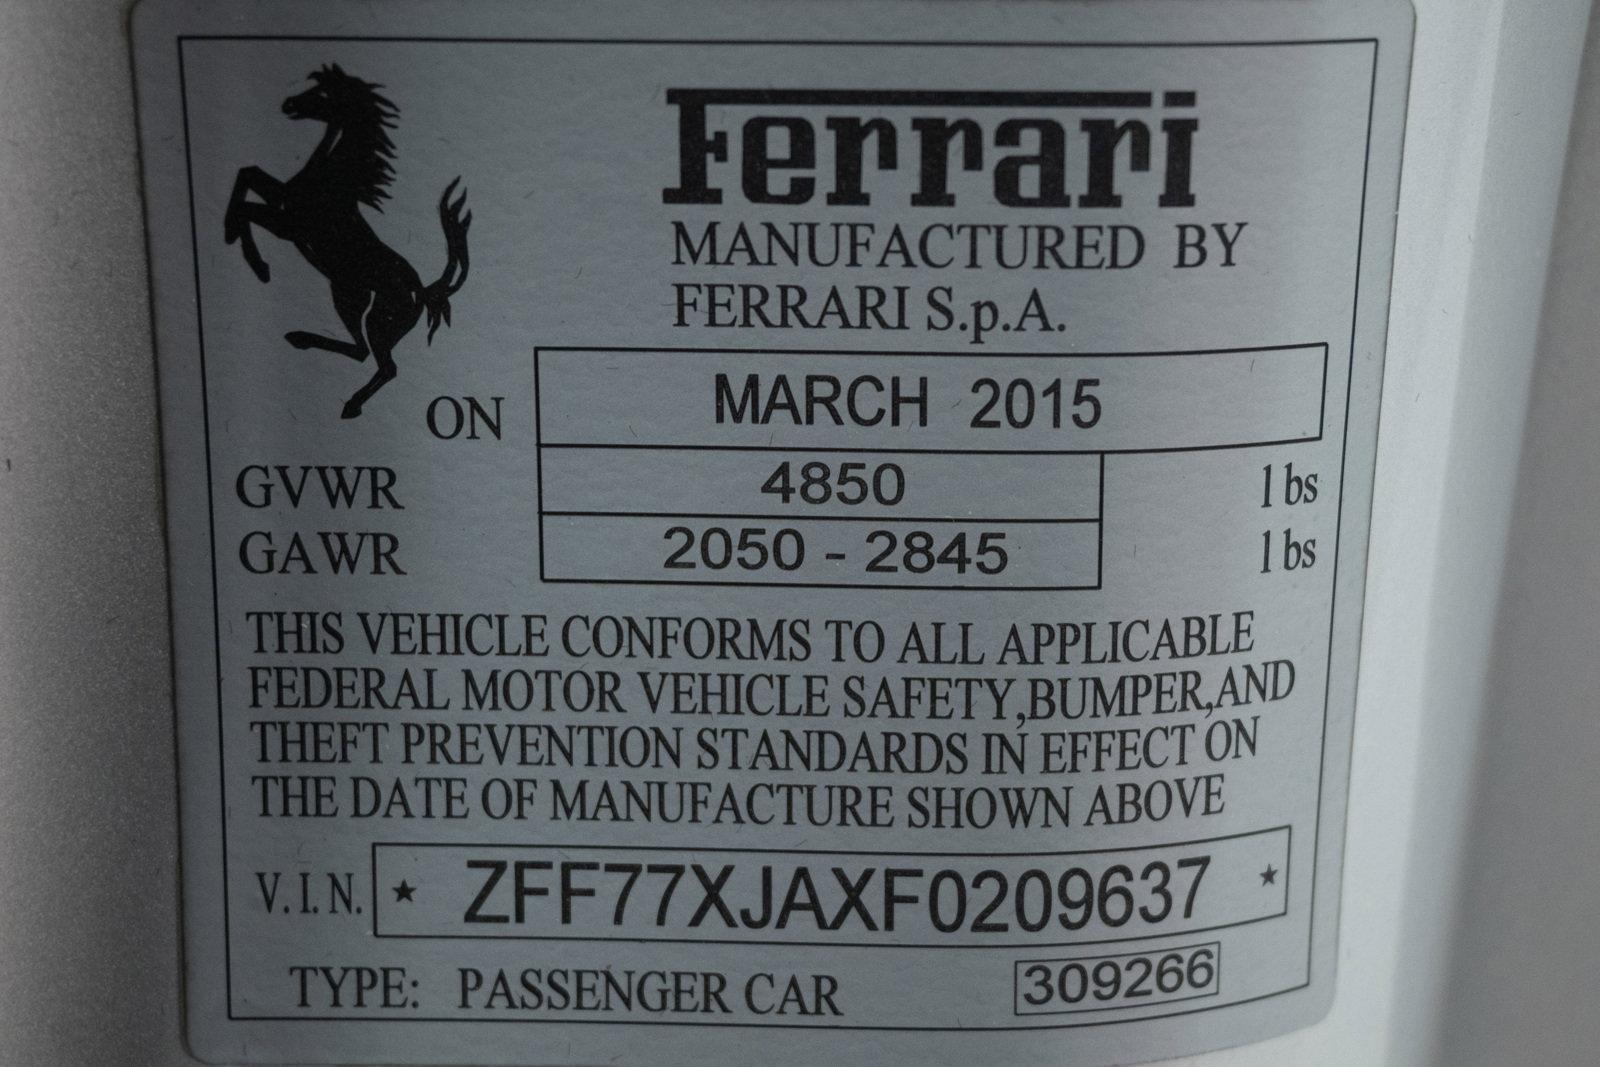 Ferrari
MANUFACTURED BY
FERRARI S.p.A.
ON MARCH 2015
GVWR 4850 lbs
GAWR 2050 - 2845 lbs
THIS VEHICLE CONFORMS TO ALL APPLICABLE
FEDERAL MOTOR VEHICLE SAFETY,BUMPER,AND
THEFT PREVENTION STANDARDS IN EFFECT ON
THE DATE OF MANUFACTURE SHOWN ABOVE
V.I.N. ★ ZFF77XJAXF0209637 ★
TYPE: PASSENGER CAR 309266